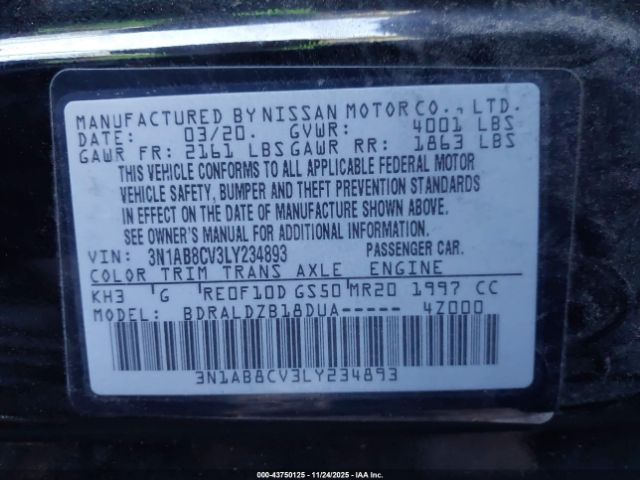 MANUFACTURED BY NISSAN MOTOR CO., LTD.
DATE: 03/20. GVWR: 4001 LBS
GAWR FR: 2161 LBS GAWR RR: 1863 LBS
THIS VEHICLE CONFORMS TO ALL APPLICABLE FEDERAL MOTOR
VEHICLE SAFETY, BUMPER AND THEFT PREVENTION STANDARDS
IN EFFECT ON THE DATE OF MANUFACTURE SHOWN ABOVE.
SEE OWNER'S MANUAL FOR ADDITIONAL INFORMATION.
VIN: 3N1AB8CV3LY234893 PASSENGER CAR.
COLOR TRIM TRANS AXLE ENGINE
KH3 G RE0F10D GS50 MR20 1997 CC
MODEL: BDRALDZB18DUA----- 4Z000
3N1AB8CV3LY234893
000-43750125 - 11/24/2025 - IAA Inc.